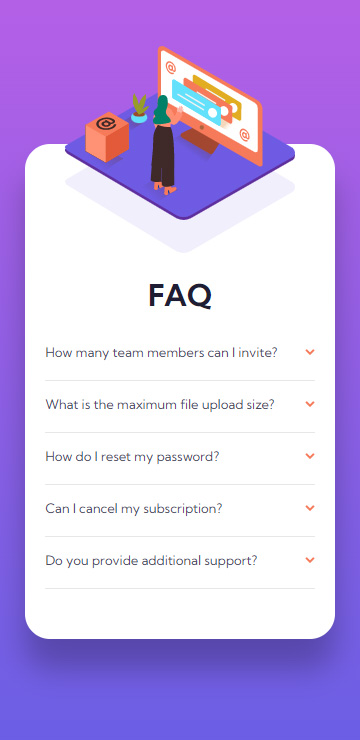 @
@
@
FAQ
How many team members can I invite?
What is the maximum file upload size?
How do I reset my password?
Can I cancel my subscription?
Do you provide additional support?